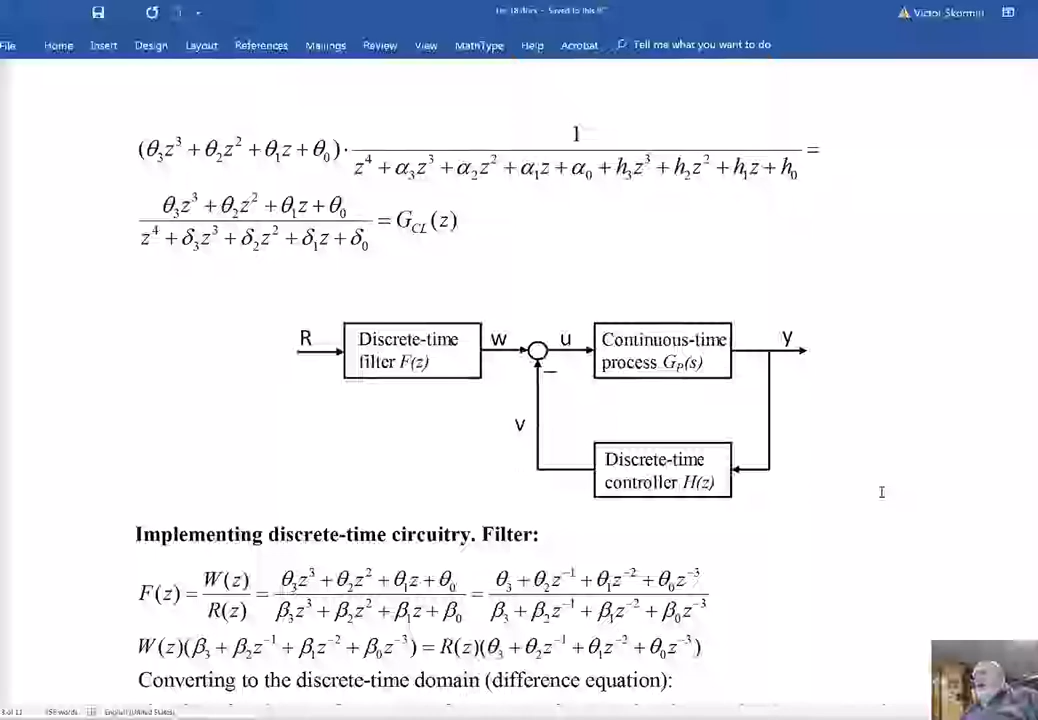 Victor Skormin
File Home Insert Design Layout References Mailings Review View MathType Help Acrobat Tell me what you want to do
(θ₃z³ + θ₂z² + θ₁z + θ₀) · 1 / (z⁴ + α₃z³ + α₂z² + α₁z + α₀ + h₃z³ + h₂z² + h₁z + h₀) =
(θ₃z³ + θ₂z² + θ₁z + θ₀) / (z⁴ + δ₃z³ + δ₂z² + δ₁z + δ₀) = G_CL(z)
R Discrete-time filter F(z) w u Continuous-time process G_P(s) y
−
v
Discrete-time controller H(z)
Implementing discrete-time circuitry. Filter:
F(z) = W(z) / R(z) = (θ₃z³ + θ₂z² + θ₁z + θ₀) / (β₃z³ + β₂z² + β₁z + β₀) = (θ₃ + θ₂z⁻¹ + θ₁z⁻² + θ₀z⁻³) / (β₃ + β₂z⁻¹ + β₁z⁻² + β₀z⁻³)
W(z)(β₃ + β₂z⁻¹ + β₁z⁻² + β₀z⁻³) = R(z)(θ₃ + θ₂z⁻¹ + θ₁z⁻² + θ₀z⁻³)
Converting to the discrete-time domain (difference equation):
English (United States)